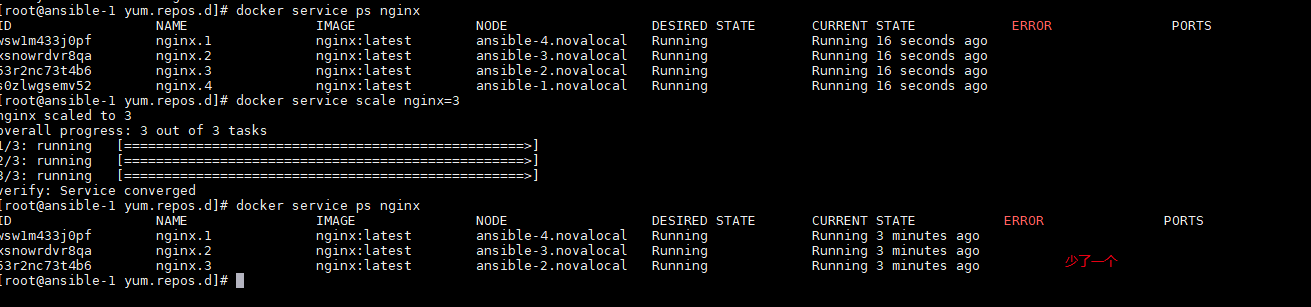 [root@ansible-1 yum.repos.d]# docker service ps nginx
ID NAME IMAGE NODE DESIRED STATE CURRENT STATE ERROR PORTS
wsw1m433j0pf nginx.1 nginx:latest ansible-4.novalocal Running Running 16 seconds ago
xsnowrdvr8qa nginx.2 nginx:latest ansible-3.novalocal Running Running 16 seconds ago
53r2nc73t4b6 nginx.3 nginx:latest ansible-2.novalocal Running Running 16 seconds ago
s0zlwgsemv52 nginx.4 nginx:latest ansible-1.novalocal Running Running 16 seconds ago
[root@ansible-1 yum.repos.d]# docker service scale nginx=3
nginx scaled to 3
overall progress: 3 out of 3 tasks
1/3: running [==================================================>]
2/3: running [==================================================>]
3/3: running [==================================================>]
verify: Service converged
[root@ansible-1 yum.repos.d]# docker service ps nginx
ID NAME IMAGE NODE DESIRED STATE CURRENT STATE ERROR PORTS
wsw1m433j0pf nginx.1 nginx:latest ansible-4.novalocal Running Running 3 minutes ago
xsnowrdvr8qa nginx.2 nginx:latest ansible-3.novalocal Running Running 3 minutes ago
53r2nc73t4b6 nginx.3 nginx:latest ansible-2.novalocal Running Running 3 minutes ago 少了一个
[root@ansible-1 yum.repos.d]#